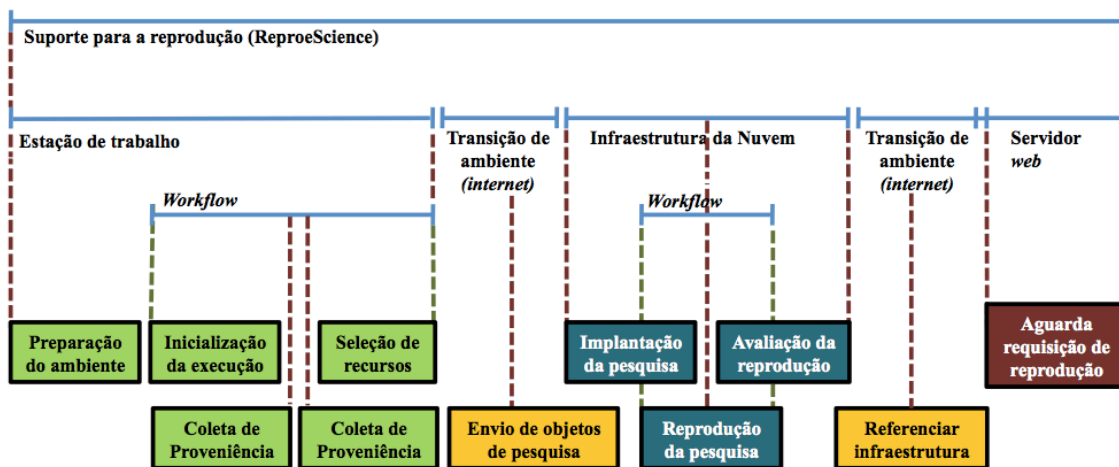 Suporte para a reprodução (ReproeScience)
Estação de trabalho
Transição de
ambiente
(internet)
Infraestrutura da Nuvem
Transição de
ambiente
(internet)
Servidor
web
Workflow
Workflow
Preparação
do ambiente
Inicialização
da execução
Seleção de
recursos
Implantação
da pesquisa
Avaliação da
reprodução
Aguarda
requisição de
reprodução
Coleta de
Proveniência
Coleta de
Proveniência
Envio de objetos
de pesquisa
Reprodução
da pesquisa
Referenciar
infraestrutura